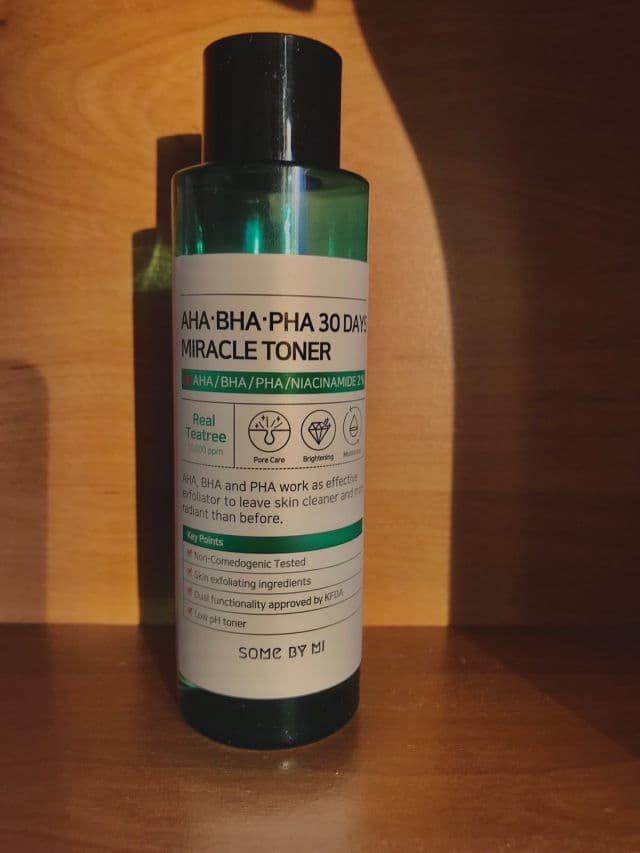 AHA·BHA·PHA 30 DAYS
MIRACLE TONER
AHA/BHA/PHA/NIACINAMIDE 2%
Real
Teatree
ppm
Pore Care
Brightening
AHA, BHA and PHA work as effective
exfoliator to leave skin cleaner and more
radiant than before.
Key Points
Non-Comedogenic Tested
Skin exfoliating ingredients
Dual functionality approved by KFDA
Low pH toner
SOME BY MI